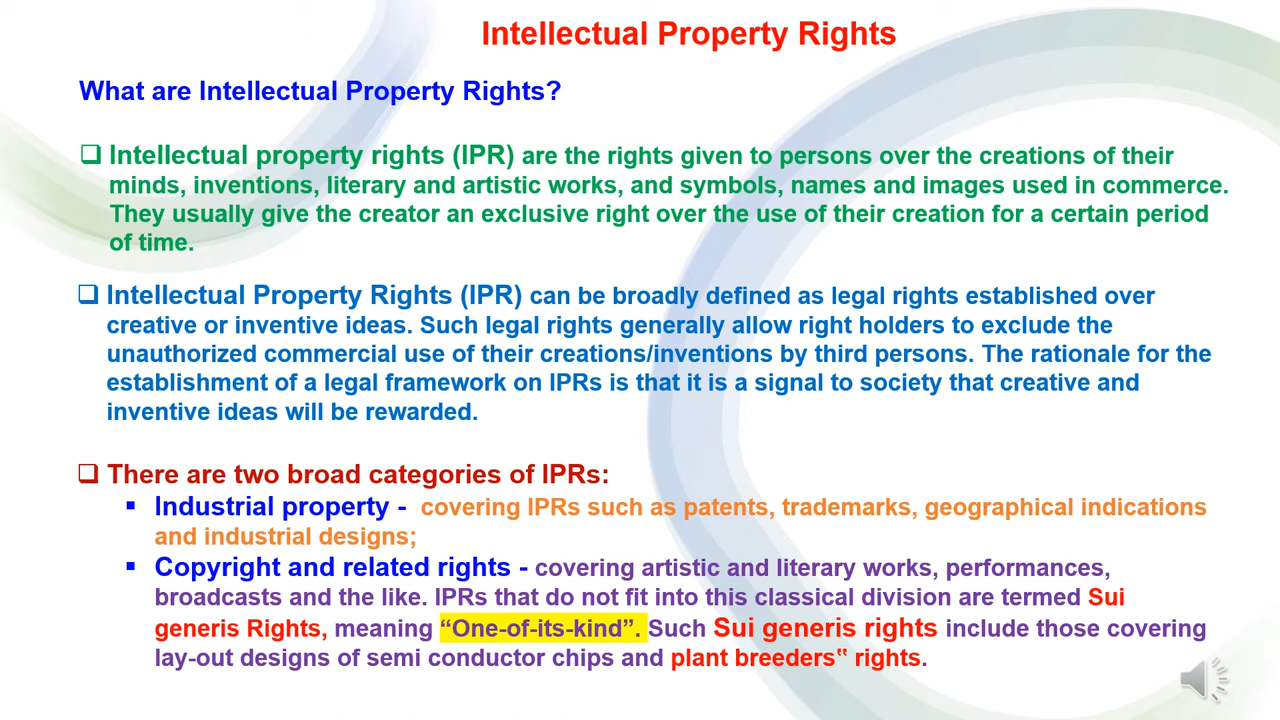 Intellectual Property Rights
What are Intellectual Property Rights?
❑ Intellectual property rights (IPR) are the rights given to persons over the creations of their
minds, inventions, literary and artistic works, and symbols, names and images used in commerce.
They usually give the creator an exclusive right over the use of their creation for a certain period
of time.
❑ Intellectual Property Rights (IPR) can be broadly defined as legal rights established over
creative or inventive ideas. Such legal rights generally allow right holders to exclude the
unauthorized commercial use of their creations/inventions by third persons. The rationale for the
establishment of a legal framework on IPRs is that it is a signal to society that creative and
inventive ideas will be rewarded.
❑ There are two broad categories of IPRs:
▪ Industrial property - covering IPRs such as patents, trademarks, geographical indications
and industrial designs;
▪ Copyright and related rights - covering artistic and literary works, performances,
broadcasts and the like. IPRs that do not fit into this classical division are termed Sui
generis Rights, meaning “One-of-its-kind”. Such Sui generis rights include those covering
lay-out designs of semi conductor chips and plant breeders‟ rights.